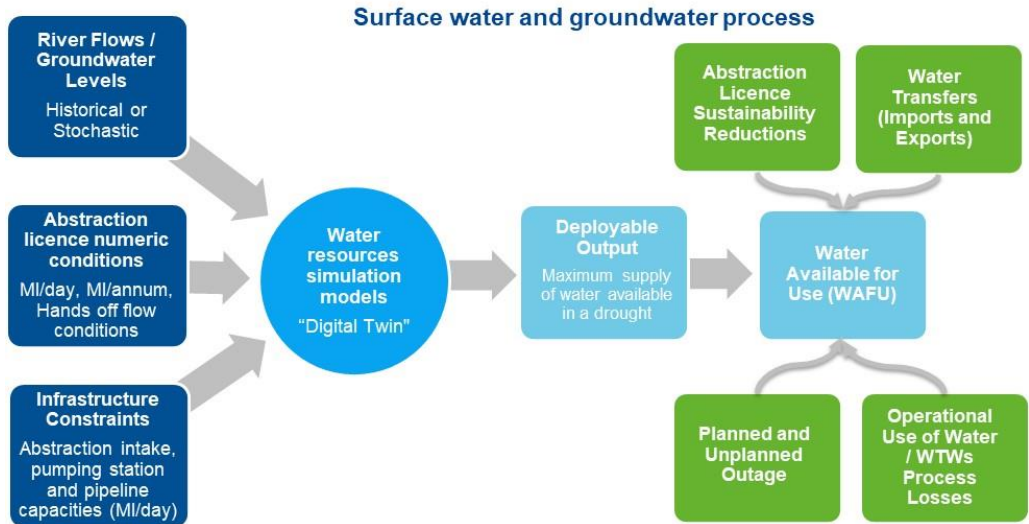 Surface water and groundwater process
River Flows /
Groundwater
Levels
Historical or
Stochastic
Abstraction
licence numeric
conditions
Ml/day, Ml/annum,
Hands off flow
conditions
Infrastructure
Constraints
Abstraction intake,
pumping station
and pipeline
capacities (Ml/day)
Water
resources
simulation
models
“Digital Twin"
Deployable
Output
Maximum supply
of water available
in a drought
Abstraction
Licence
Sustainability
Reductions
Water
Transfers
(Imports and
Exports)
Water
Available for
Use (WAFU)
Planned and
Unplanned
Outage
Operational
Use of Water
/ WTWs
Process
Losses